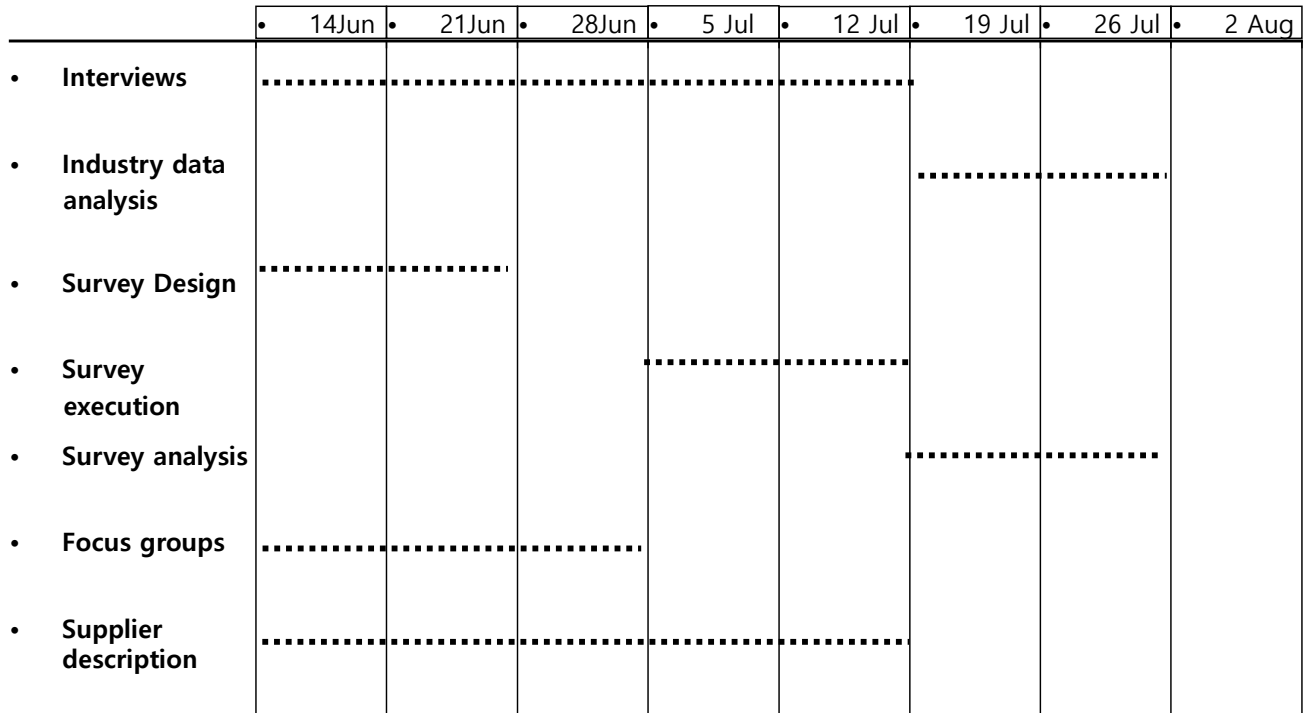 • 14Jun • 21Jun • 28Jun • 5 Jul • 12 Jul • 19 Jul • 26 Jul • 2 Aug
• Interviews
• Industry data
analysis
• Survey Design
• Survey
execution
• Survey analysis
• Focus groups
• Supplier
description